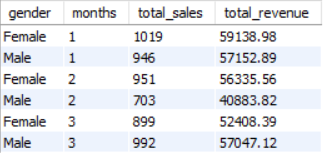 gender months total_sales total_revenue
Female 1 1019 59138.98
Male 1 946 57152.89
Female 2 951 56335.56
Male 2 703 40883.82
Female 3 899 52408.39
Male 3 992 57047.12